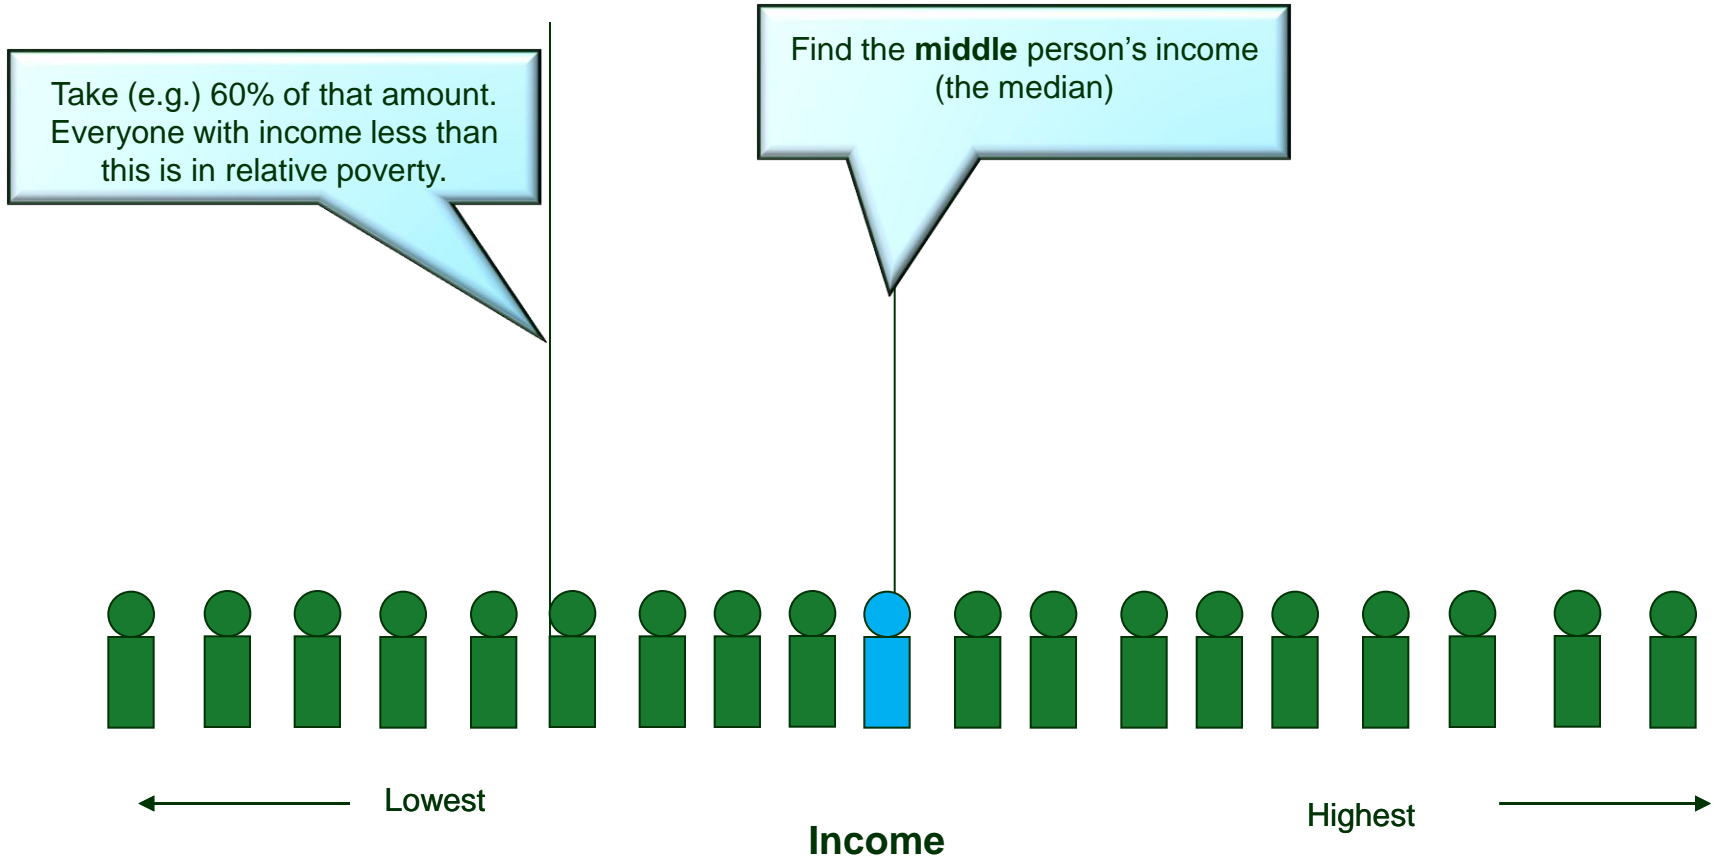 Take (e.g.) 60% of that amount.
Everyone with income less than
this is in relative poverty.
Find the middle person’s income
(the median)
Lowest
Highest
Income